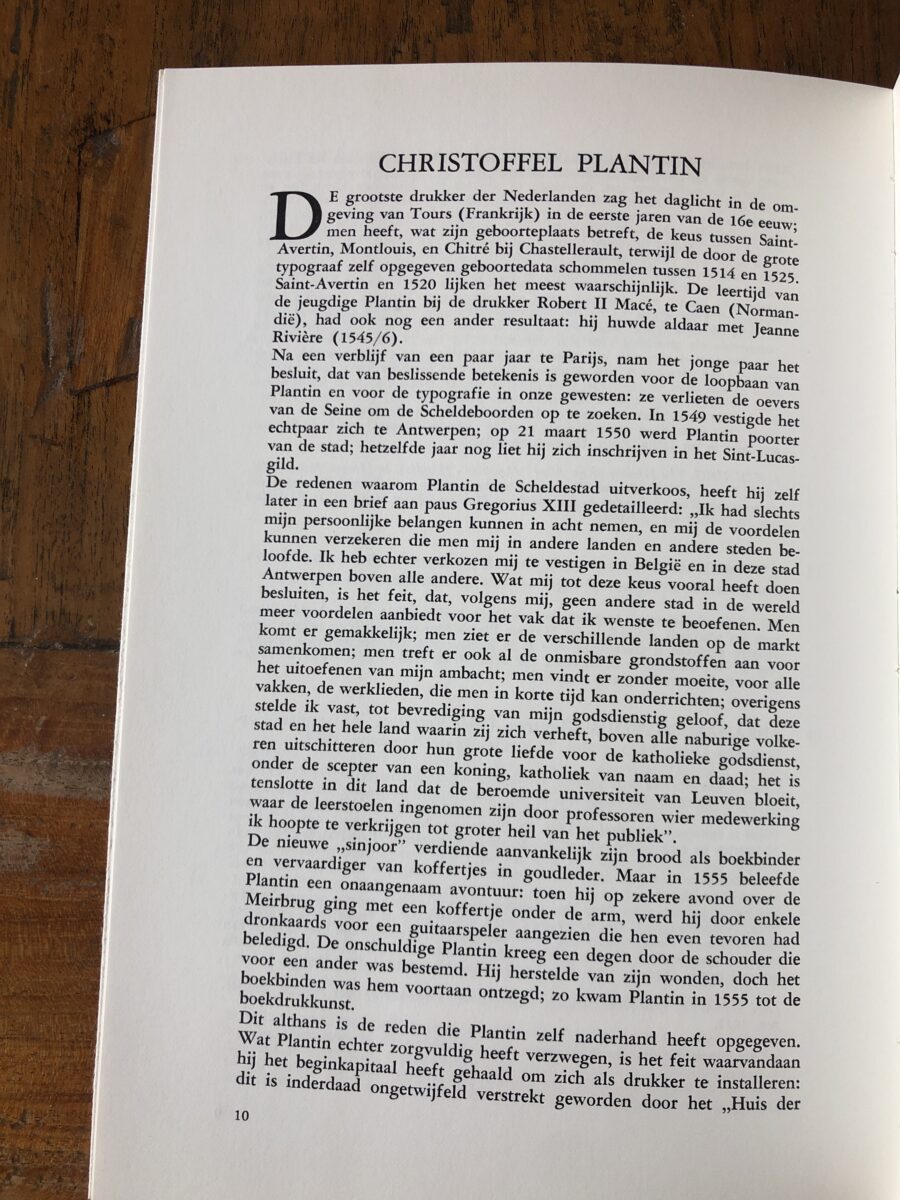 CHRISTOFFEL PLANTIN
DE grootste drukker der Nederlanden zag het daglicht in de om-
geving van Tours (Frankrijk) in de eerste jaren van de 16e eeuw;
men heeft, wat zijn geboorteplaats betreft, de keus tussen Saint-
Avertin, Montlouis, en Chitré bij Chastellerault, terwijl de door de grote
typograaf zelf opgegeven geboortedata schommelen tussen 1514 en 1525.
Saint-Avertin en 1520 lijken het meest waarschijnlijk. De leertijd van
de jeugdige Plantin bij de drukker Robert II Macé, te Caen (Norman-
dië), had ook nog een ander resultaat: hij huwde aldaar met Jeanne
Rivière (1545/6).
Na een verblijf van een paar jaar te Parijs, nam het jonge paar het
besluit, dat van beslissende betekenis is geworden voor de loopbaan van
Plantin en voor de typografie in onze gewesten: ze verlieten de oevers
van de Seine om de Scheldeboorden op te zoeken. In 1549 vestigde het
echtpaar zich te Antwerpen; op 21 maart 1550 werd Plantin poorter
van de stad; hetzelfde jaar nog liet hij zich inschrijven in het Sint-Lucas-
gild.
De redenen waarom Plantin de Scheldestad uitverkoos, heeft hij zelf
later in een brief aan paus Gregorius XIII gedetailleerd: „Ik had slechts
mijn persoonlijke belangen kunnen in acht nemen, en mij de voordelen
kunnen verzekeren die men mij in andere landen en andere steden be-
loofde. Ik heb echter verkozen mij te vestigen in België en in deze stad
Antwerpen boven alle andere. Wat mij tot deze keus vooral heeft doen
besluiten, is het feit, dat, volgens mij, geen andere stad in de wereld
meer voordelen aanbiedt voor het vak dat ik wenste te beoefenen. Men
komt er gemakkelijk; men ziet er de verschillende landen op de markt
samenkomen; men treft er ook al de onmisbare grondstoffen aan voor
het uitoefenen van mijn ambacht; men vindt er zonder moeite, voor alle
vakken, de werklieden, die men in korte tijd kan onderrichten; overigens
stelde ik vast, tot bevrediging van mijn godsdienstig geloof, dat deze
stad en het hele land waarin zij zich verheft, boven alle naburige volke-
ren uitschitteren door hun grote liefde voor de katholieke godsdienst,
onder de scepter van een koning, katholiek van naam en daad; het is
tenslotte in dit land dat de beroemde universiteit van Leuven bloeit,
waar de leerstoelen ingenomen zijn door professoren wier medewerking
ik hoopte te verkrijgen tot groter heil van het publiek”.
De nieuwe „sinjoor” verdiende aanvankelijk zijn brood als boekbinder
en vervaardiger van koffertjes in goudleder. Maar in 1555 beleefde
Plantin een onaangenaam avontuur: toen hij op zekere avond over de
Meirbrug ging met een koffertje onder de arm, werd hij door enkele
dronkaards voor een guitaarspeler aangezien die hen even tevoren had
beledigd. De onschuldige Plantin kreeg een degen door de schouder die
voor een ander was bestemd. Hij herstelde van zijn wonden, doch het
boekbinden was hem voortaan ontzegd; zo kwam Plantin in 1555 tot de
boekdrukkunst.
Dit althans is de reden die Plantin zelf naderhand heeft opgegeven.
Wat Plantin echter zorgvuldig heeft verzwegen, is het feit waarvandaan
hij het beginkapitaal heeft gehaald om zich als drukker te installeren:
dit is inderdaad ongetwijfeld verstrekt geworden door het „Huis der
10